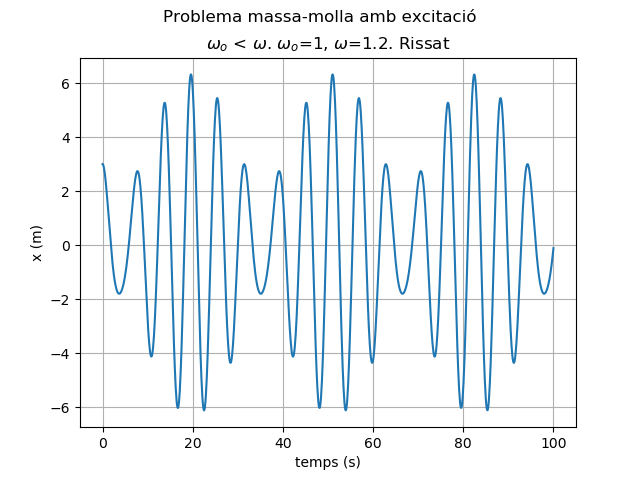 Problema massa-molla amb excitació
ω₀ < ω. ω₀=1, ω=1.2. Rissat
6
4
2
0
−2
−4
−6
x (m)
0 20 40 60 80 100
temps (s)